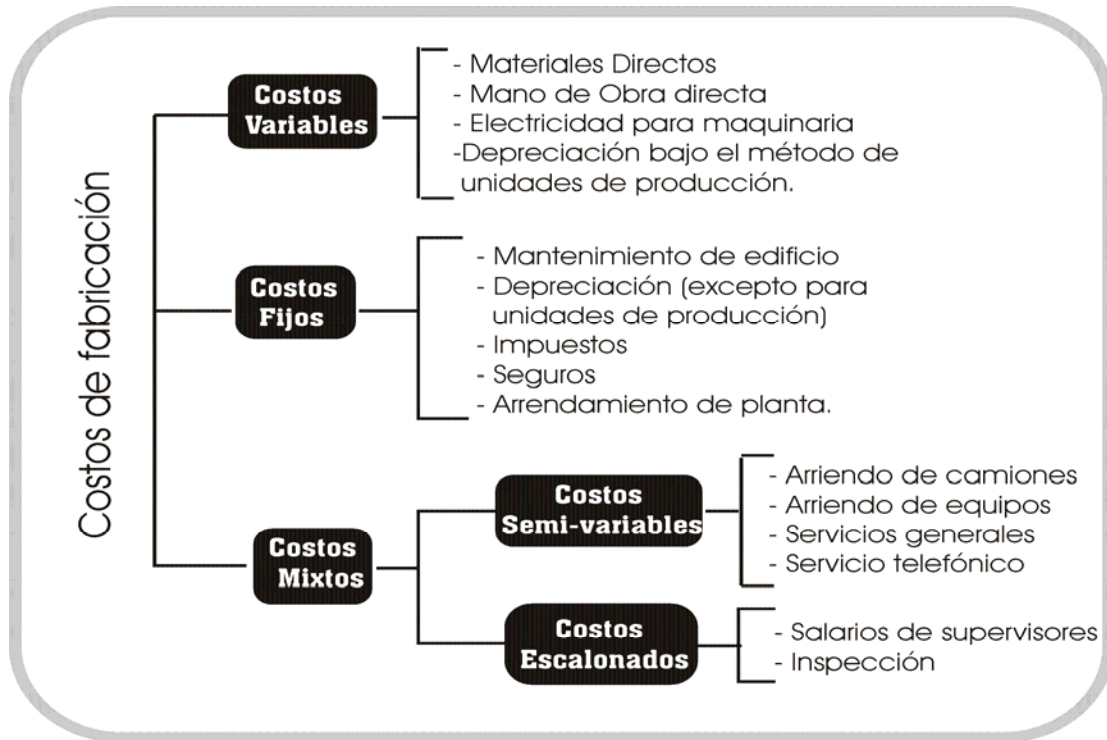 Costos de fabricación
Costos
Variables
- Materiales Directos
- Mano de Obra directa
- Electricidad para maquinaria
-Depreciación bajo el método de
unidades de producción.
Costos
Fijos
- Mantenimiento de edificio
- Depreciación (excepto para
unidades de producción)
- Impuestos
- Seguros
- Arrendamiento de planta.
Costos
Mixtos
Costos
Semi-variables
- Arriendo de camiones
- Arriendo de equipos
- Servicios generales
- Servicio telefónico
Costos
Escalonados
- Salarios de supervisores
- Inspección